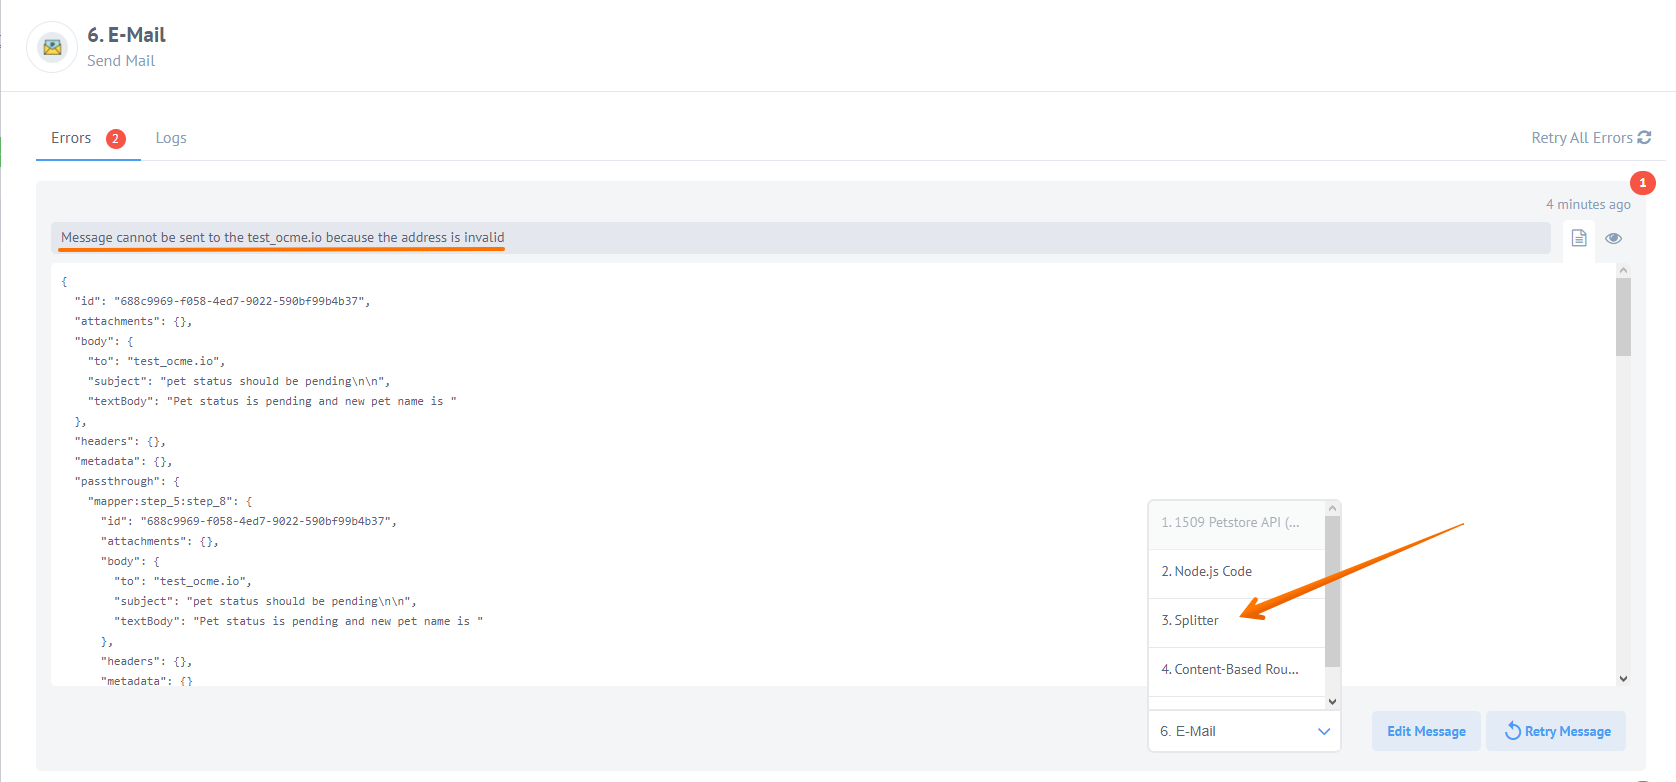 6. E-Mail
Send Mail
Errors 2 Logs Retry All Errors
1
4 minutes ago
Message cannot be sent to the test_ocme.io because the address is invalid
{
"id": "688c9969-f058-4ed7-9022-590bf99b4b37",
"attachments": {},
"body": {
"to": "test_ocme.io",
"subject": "pet status should be pending\n\n",
"textBody": "Pet status is pending and new pet name is "
},
"headers": {},
"metadata": {},
"passthrough": {
"mapper:step_5:step_8": {
"id": "688c9969-f058-4ed7-9022-590bf99b4b37",
"attachments": {},
"body": {
"to": "test_ocme.io",
"subject": "pet status should be pending\n\n",
"textBody": "Pet status is pending and new pet name is "
},
"headers": {},
"metadata": {}
1. 1509 Petstore API (...
2. Node.js Code
3. Splitter
4. Content-Based Rou...
6. E-Mail
Edit Message Retry Message